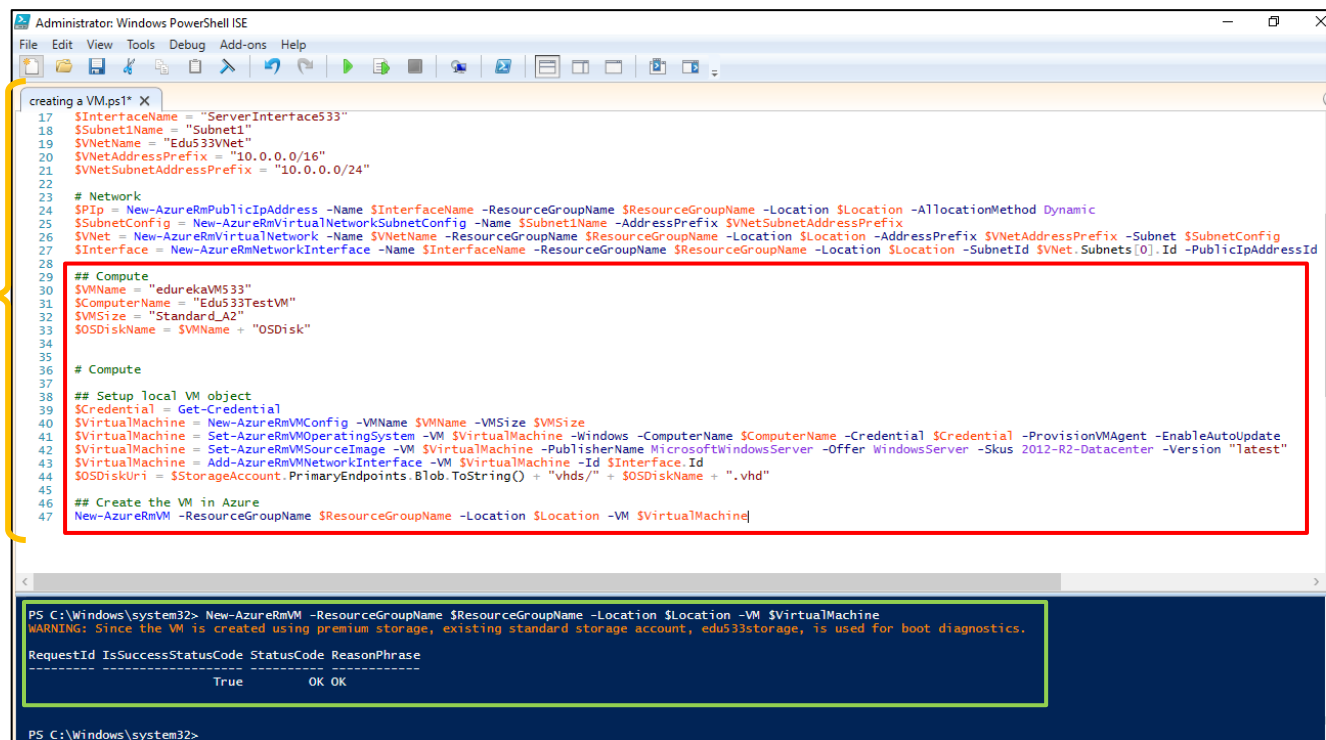 Administrator: Windows PowerShell ISE
File Edit View Tools Debug Add-ons Help
creating a VM.ps1* X
17 $InterfaceName = "ServerInterface533"
18 $Subnet1Name = "Subnet1"
19 $VNetName = "Edu533VNet"
20 $VNetAddressPrefix = "10.0.0.0/16"
21 $VNetSubnetAddressPrefix = "10.0.0.0/24"
22
23 # Network
24 $PIp = New-AzureRmPublicIpAddress -Name $InterfaceName -ResourceGroupName $ResourceGroupName -Location $Location -AllocationMethod Dynamic
25 $SubnetConfig = New-AzureRmVirtualNetworkSubnetConfig -Name $Subnet1Name -AddressPrefix $VNetSubnetAddressPrefix
26 $VNet = New-AzureRmVirtualNetwork -Name $VNetName -ResourceGroupName $ResourceGroupName -Location $Location -AddressPrefix $VNetAddressPrefix -Subnet $SubnetConfig
27 $Interface = New-AzureRmNetworkInterface -Name $InterfaceName -ResourceGroupName $ResourceGroupName -Location $Location -SubnetId $VNet.Subnets[0].Id -PublicIpAddressId
28
29 ## Compute
30 $VMName = "edurekaVM533"
31 $ComputerName = "Edu533TestVM"
32 $VMSize = "Standard_A2"
33 $OSDiskName = $VMName + "OSDisk"
34
35
36 # Compute
37
38 ## Setup local VM object
39 $Credential = Get-Credential
40 $VirtualMachine = New-AzureRmVMConfig -VMName $VMName -VMSize $VMSize
41 $VirtualMachine = Set-AzureRmVMOperatingSystem -VM $VirtualMachine -Windows -ComputerName $ComputerName -Credential $Credential -ProvisionVMAgent -EnableAutoUpdate
42 $VirtualMachine = Set-AzureRmVMSourceImage -VM $VirtualMachine -PublisherName MicrosoftWindowsServer -Offer WindowsServer -Skus 2012-R2-Datacenter -Version "latest"
43 $VirtualMachine = Add-AzureRmVMNetworkInterface -VM $VirtualMachine -Id $Interface.Id
44 $OSDiskUri = $StorageAccount.PrimaryEndpoints.Blob.ToString() + "vhds/" + $OSDiskName + ".vhd"
45
46 ## Create the VM in Azure
47 New-AzureRmVM -ResourceGroupName $ResourceGroupName -Location $Location -VM $VirtualMachine
PS C:\Windows\system32> New-AzureRmVM -ResourceGroupName $ResourceGroupName -Location $Location -VM $VirtualMachine
WARNING: Since the VM is created using premium storage, existing standard storage account, edu533storage, is used for boot diagnostics.
RequestId IsSuccessStatusCode StatusCode ReasonPhrase
--------- ------------------- ---------- ------------
True OK OK
PS C:\Windows\system32>